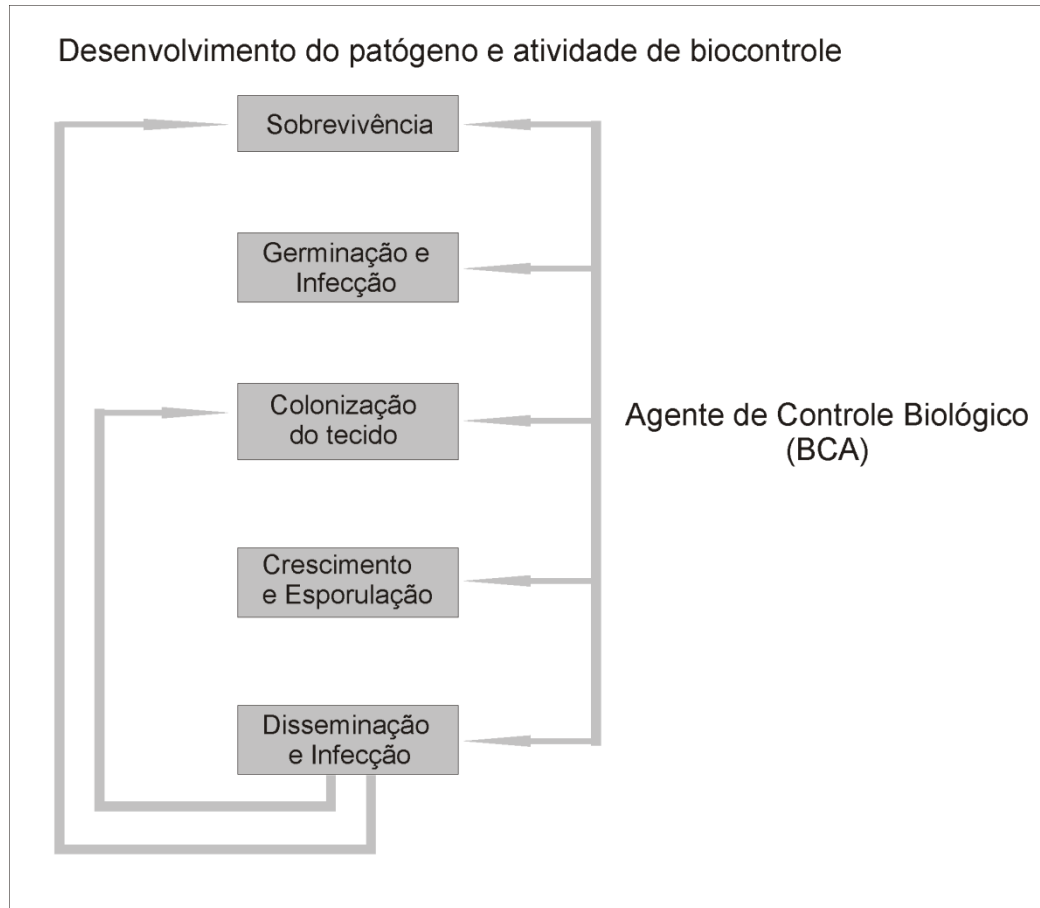 Desenvolvimento do patógeno e atividade de biocontrole
Sobrevivência
Germinação e
Infecção
Colonização
do tecido
Agente de Controle Biológico
(BCA)
Crescimento
e Esporulação
Disseminação
e Infecção